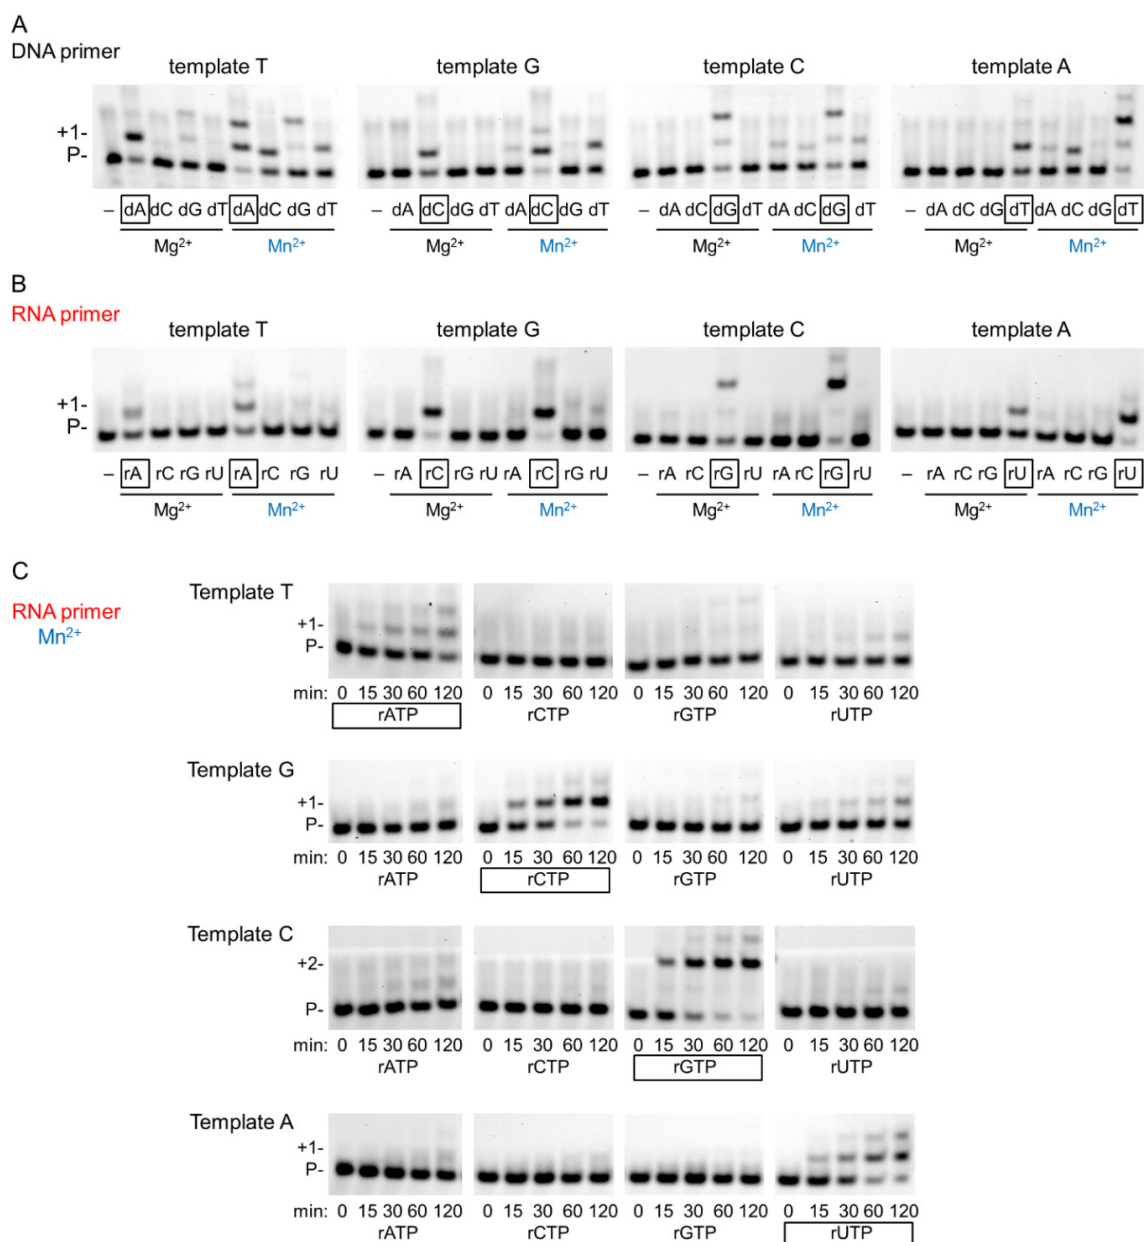 A
DNA primer
template T template G template C template A
+1-
P-
– dA dC dG dT dA dC dG dT – dA dC dG dT dA dC dG dT – dA dC dG dT dA dC dG dT – dA dC dG dT dA dC dG dT
Mg²⁺ Mn²⁺ Mg²⁺ Mn²⁺ Mg²⁺ Mn²⁺ Mg²⁺ Mn²⁺
B
RNA primer
template T template G template C template A
+1-
P-
– rA rC rG rU rA rC rG rU – rA rC rG rU rA rC rG rU – rA rC rG rU rA rC rG rU – rA rC rG rU rA rC rG rU
Mg²⁺ Mn²⁺ Mg²⁺ Mn²⁺ Mg²⁺ Mn²⁺ Mg²⁺ Mn²⁺
C
RNA primer
Mn²⁺
Template T
+1-
P-
min: 0 15 30 60 120 0 15 30 60 120 0 15 30 60 120 0 15 30 60 120
rATP rCTP rGTP rUTP
Template G
+1-
P-
min: 0 15 30 60 120 0 15 30 60 120 0 15 30 60 120 0 15 30 60 120
rATP rCTP rGTP rUTP
Template C
+2-
P-
min: 0 15 30 60 120 0 15 30 60 120 0 15 30 60 120 0 15 30 60 120
rATP rCTP rGTP rUTP
Template A
+1-
P-
min: 0 15 30 60 120 0 15 30 60 120 0 15 30 60 120 0 15 30 60 120
rATP rCTP rGTP rUTP